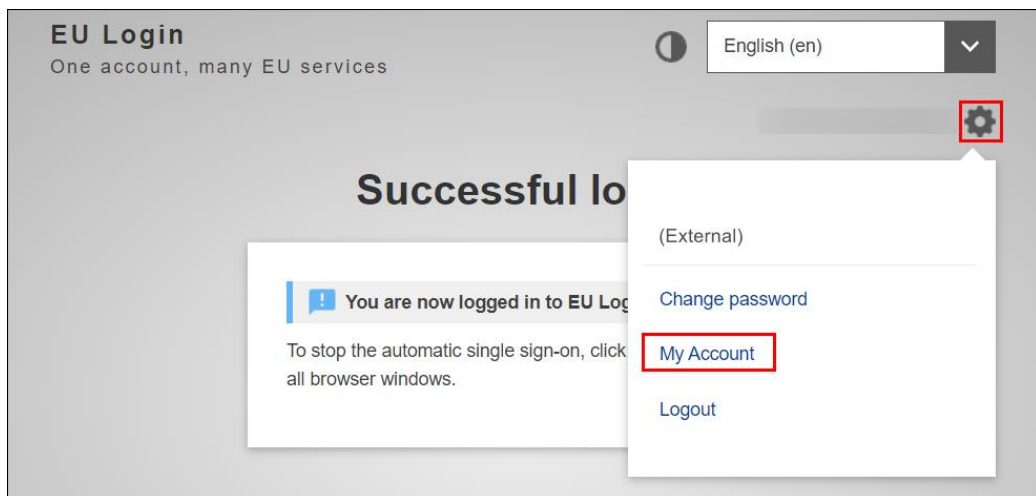 EU Login
One account, many EU services
English (en)
Successful lo
(External)
You are now logged in to EU Log
Change password
To stop the automatic single sign-on, click
all browser windows.
My Account
Logout